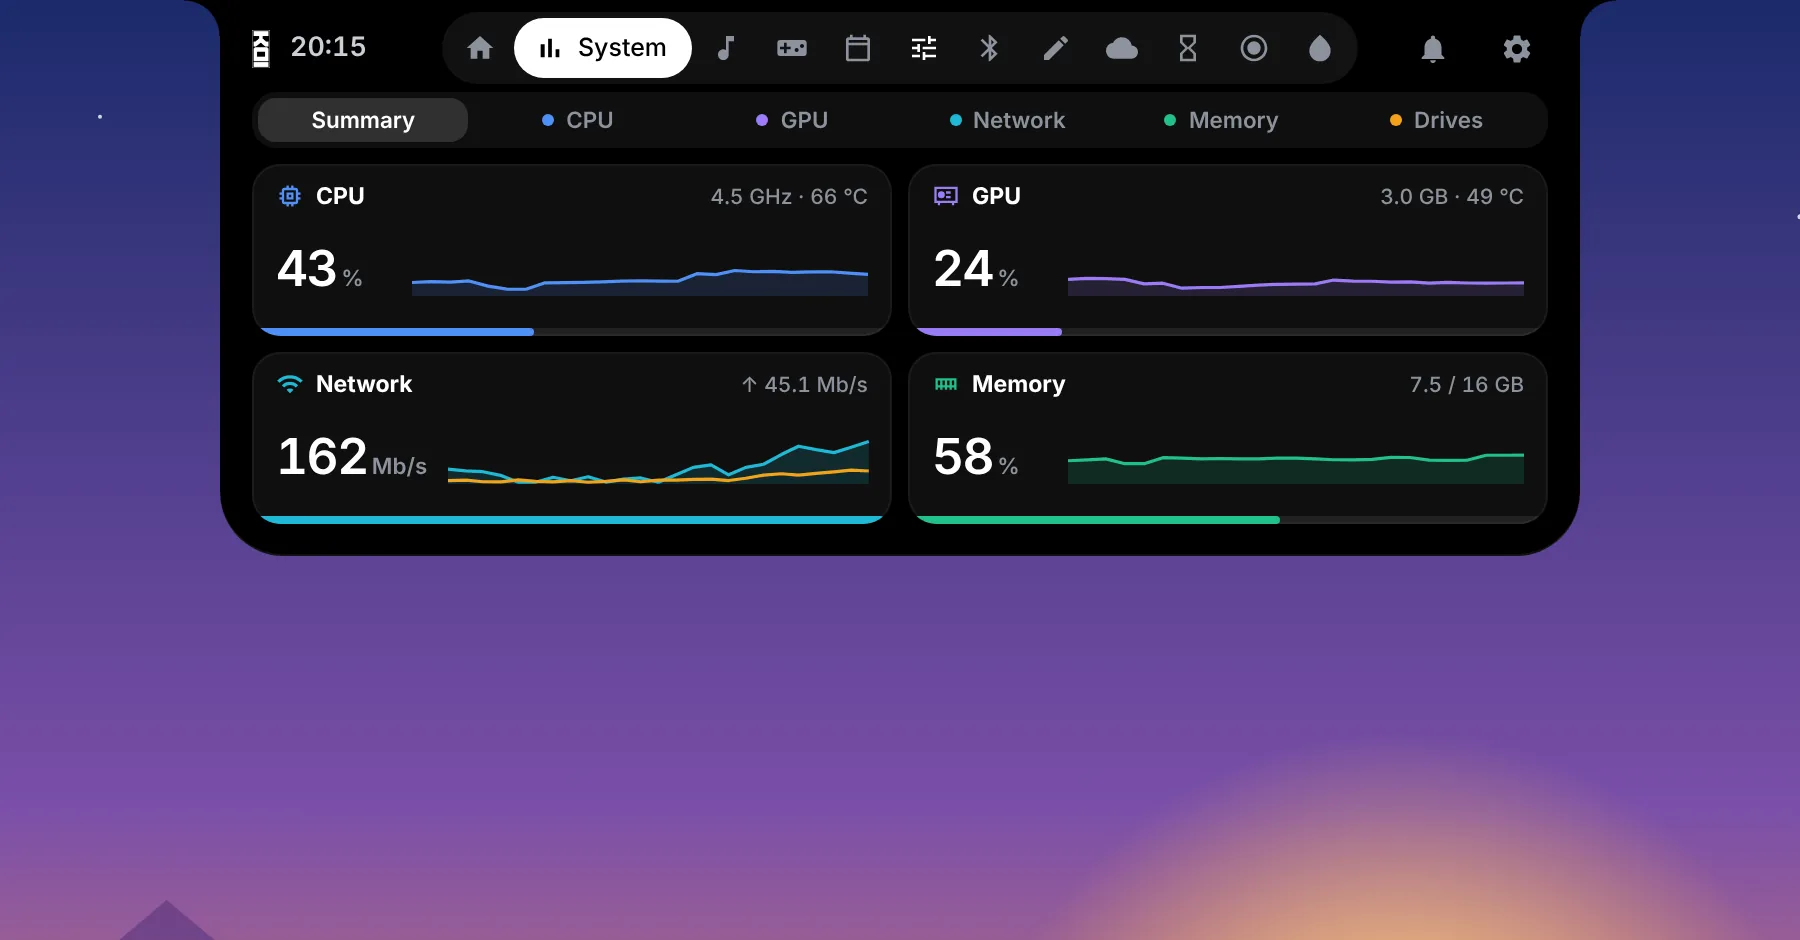 20:15
System
Summary
CPU
GPU
Network
Memory
Drives
CPU
4.5 GHz · 66 °C
43 %
GPU
3.0 GB · 49 °C
24 %
Network
↑ 45.1 Mb/s
162 Mb/s
Memory
7.5 / 16 GB
58 %